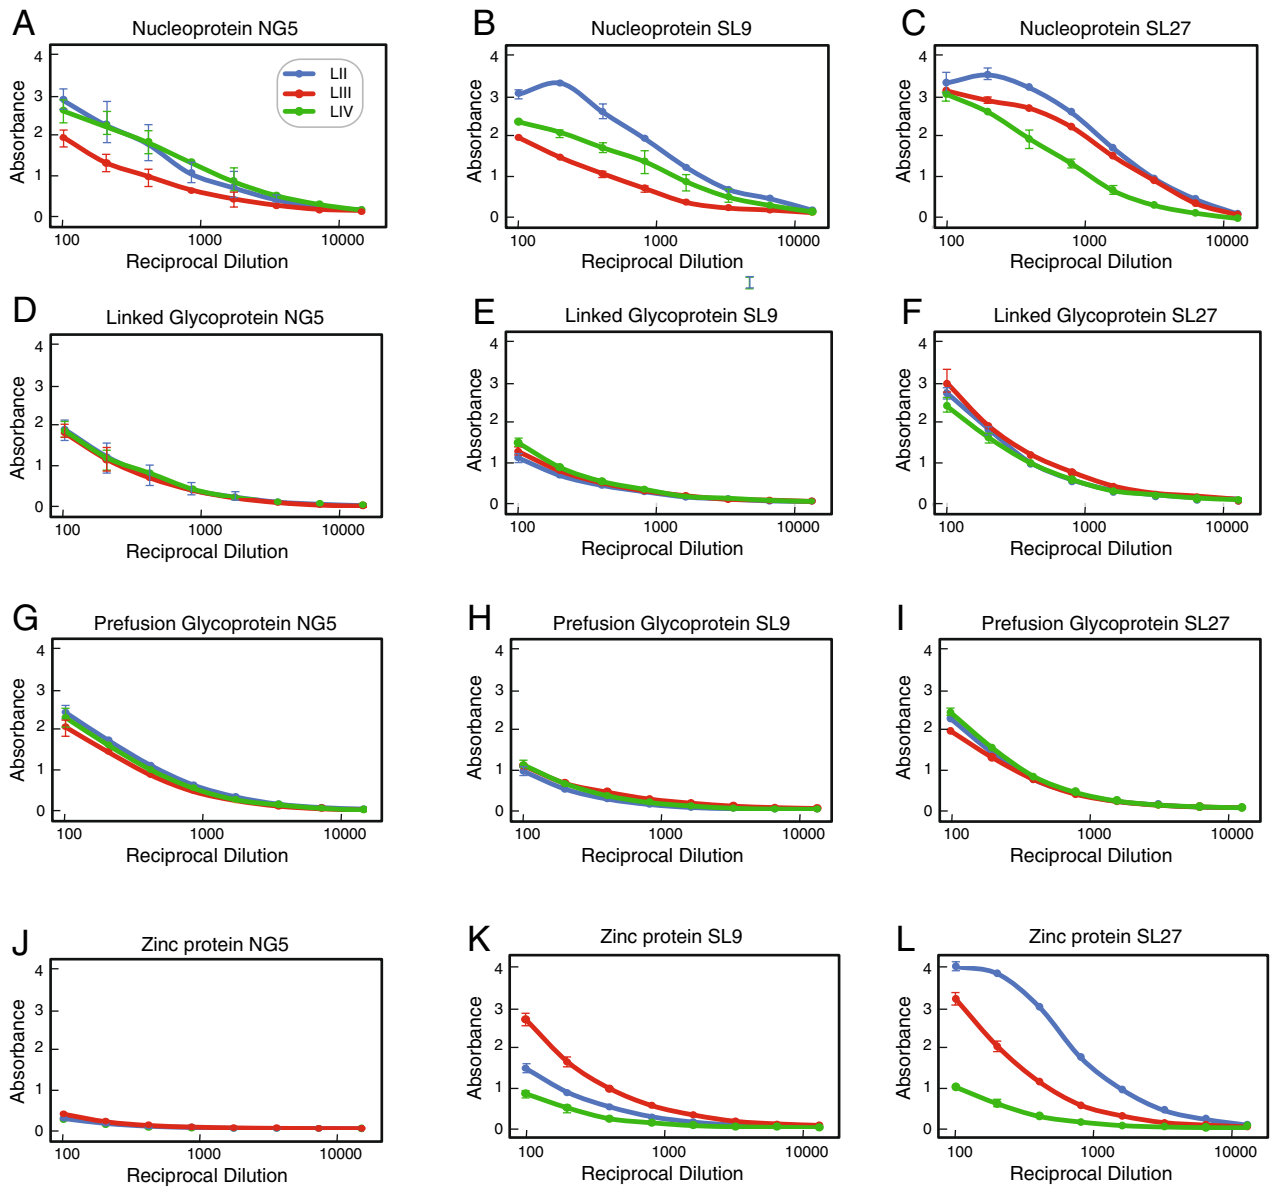 A
Nucleoprotein NG5
4
3
2
1
0
Absorbance
LII
LIII
LIV
100
1000
10000
Reciprocal Dilution
B
Nucleoprotein SL9
4
3
2
1
0
Absorbance
100
1000
10000
Reciprocal Dilution
C
Nucleoprotein SL27
4
3
2
1
0
Absorbance
100
1000
10000
Reciprocal Dilution
D
Linked Glycoprotein NG5
4
3
2
1
0
Absorbance
100
1000
10000
Reciprocal Dilution
E
Linked Glycoprotein SL9
4
3
2
1
0
Absorbance
100
1000
10000
Reciprocal Dilution
F
Linked Glycoprotein SL27
4
3
2
1
0
Absorbance
100
1000
10000
Reciprocal Dilution
G
Prefusion Glycoprotein NG5
4
3
2
1
0
Absorbance
100
1000
10000
Reciprocal Dilution
H
Prefusion Glycoprotein SL9
4
3
2
1
0
Absorbance
100
1000
10000
Reciprocal Dilution
I
Prefusion Glycoprotein SL27
4
3
2
1
0
Absorbance
100
1000
10000
Reciprocal Dilution
J
Zinc protein NG5
4
3
2
1
0
Absorbance
100
1000
10000
Reciprocal Dilution
K
Zinc protein SL9
4
3
2
1
0
Absorbance
100
1000
10000
Reciprocal Dilution
L
Zinc protein SL27
4
3
2
1
0
Absorbance
100
1000
10000
Reciprocal Dilution